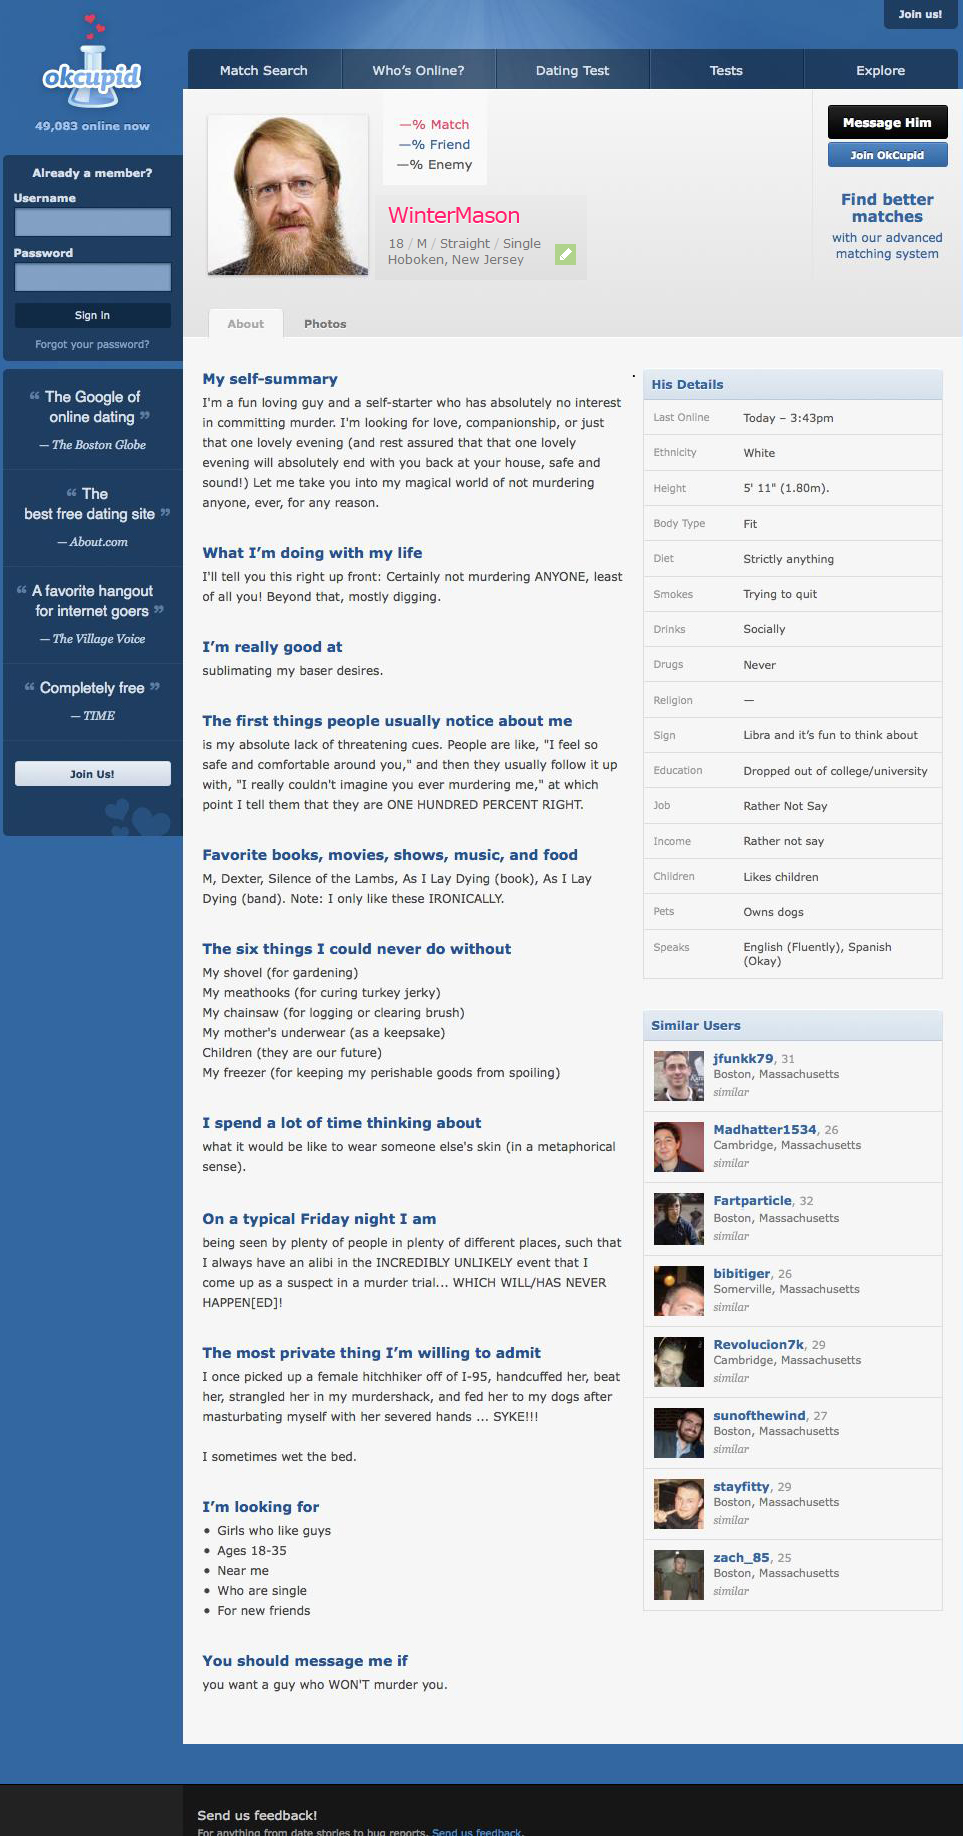 Join us!
okcupid
49,083 online now
Match Search
Who's Online?
Dating Test
Tests
Explore
Already a member?
Username
Password
Sign in
Forgot your password?
“ The Google of
online dating ”
— The Boston Globe
“ The
best free dating site ”
— About.com
“ A favorite hangout
for internet goers ”
— The Village Voice
“ Completely free ”
— TIME
Join Us!
—% Match
—% Friend
—% Enemy
WinterMason
18 / M / Straight / Single
Hoboken, New Jersey
Message Him
Join OkCupid
Find better
matches
with our advanced
matching system
About
Photos
My self-summary
I'm a fun loving guy and a self-starter who has absolutely no interest
in committing murder. I'm looking for love, companionship, or just
that one lovely evening (and rest assured that that one lovely
evening will absolutely end with you back at your house, safe and
sound!) Let me take you into my magical world of not murdering
anyone, ever, for any reason.
What I’m doing with my life
I'll tell you this right up front: Certainly not murdering ANYONE, least
of all you! Beyond that, mostly digging.
I’m really good at
sublimating my baser desires.
The first things people usually notice about me
is my absolute lack of threatening cues. People are like, "I feel so
safe and comfortable around you," and then they usually follow it up
with, "I really couldn't imagine you ever murdering me," at which
point I tell them that they are ONE HUNDRED PERCENT RIGHT.
Favorite books, movies, shows, music, and food
M, Dexter, Silence of the Lambs, As I Lay Dying (book), As I Lay
Dying (band). Note: I only like these IRONICALLY.
The six things I could never do without
My shovel (for gardening)
My meathooks (for curing turkey jerky)
My chainsaw (for logging or clearing brush)
My mother's underwear (as a keepsake)
Children (they are our future)
My freezer (for keeping my perishable goods from spoiling)
I spend a lot of time thinking about
what it would be like to wear someone else's skin (in a metaphorical
sense).
On a typical Friday night I am
being seen by plenty of people in plenty of different places, such that
I always have an alibi in the INCREDIBLY UNLIKELY event that I
come up as a suspect in a murder trial... WHICH WILL/HAS NEVER
HAPPEN[ED]!
The most private thing I’m willing to admit
I once picked up a female hitchhiker off of I-95, handcuffed her, beat
her, strangled her in my murdershack, and fed her to my dogs after
masturbating myself with her severed hands ... SYKE!!!
I sometimes wet the bed.
I’m looking for
• Girls who like guys
• Ages 18-35
• Near me
• Who are single
• For new friends
You should message me if
you want a guy who WON'T murder you.
His Details
Last Online Today – 3:43pm
Ethnicity White
Height 5' 11" (1.80m).
Body Type Fit
Diet Strictly anything
Smokes Trying to quit
Drinks Socially
Drugs Never
Religion —
Sign Libra and it’s fun to think about
Education Dropped out of college/university
Job Rather Not Say
Income Rather not say
Children Likes children
Pets Owns dogs
Speaks English (Fluently), Spanish
(Okay)
Similar Users
jfunkk79, 31
Boston, Massachusetts
similar
Madhatter1534, 26
Cambridge, Massachusetts
similar
Fartparticle, 32
Boston, Massachusetts
similar
bibitiger, 26
Somerville, Massachusetts
similar
Revolucion7k, 29
Cambridge, Massachusetts
similar
sunofthewind, 27
Boston, Massachusetts
similar
stayfitty, 29
Boston, Massachusetts
similar
zach_85, 25
Boston, Massachusetts
similar
Send us feedback!
For anything from date stories to bug reports. Send us feedback.